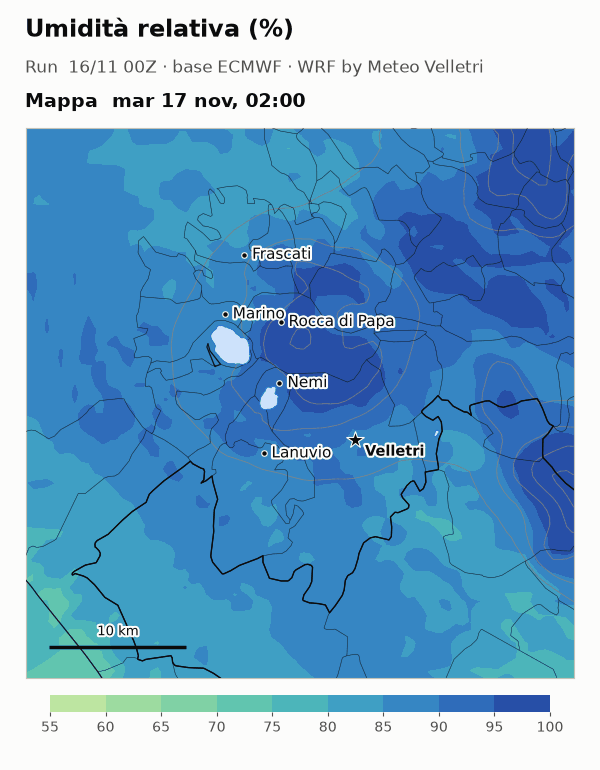 Umidità relativa (%)
Run  16/11 00Z · base ECMWF · WRF by Meteo Velletri
Mappa  mar 17 nov, 02:00
Frascati
Marino
Rocca di Papa
Nemi
Velletri
Lanuvio
10 km
55 60 65 70 75 80 85 90 95 100